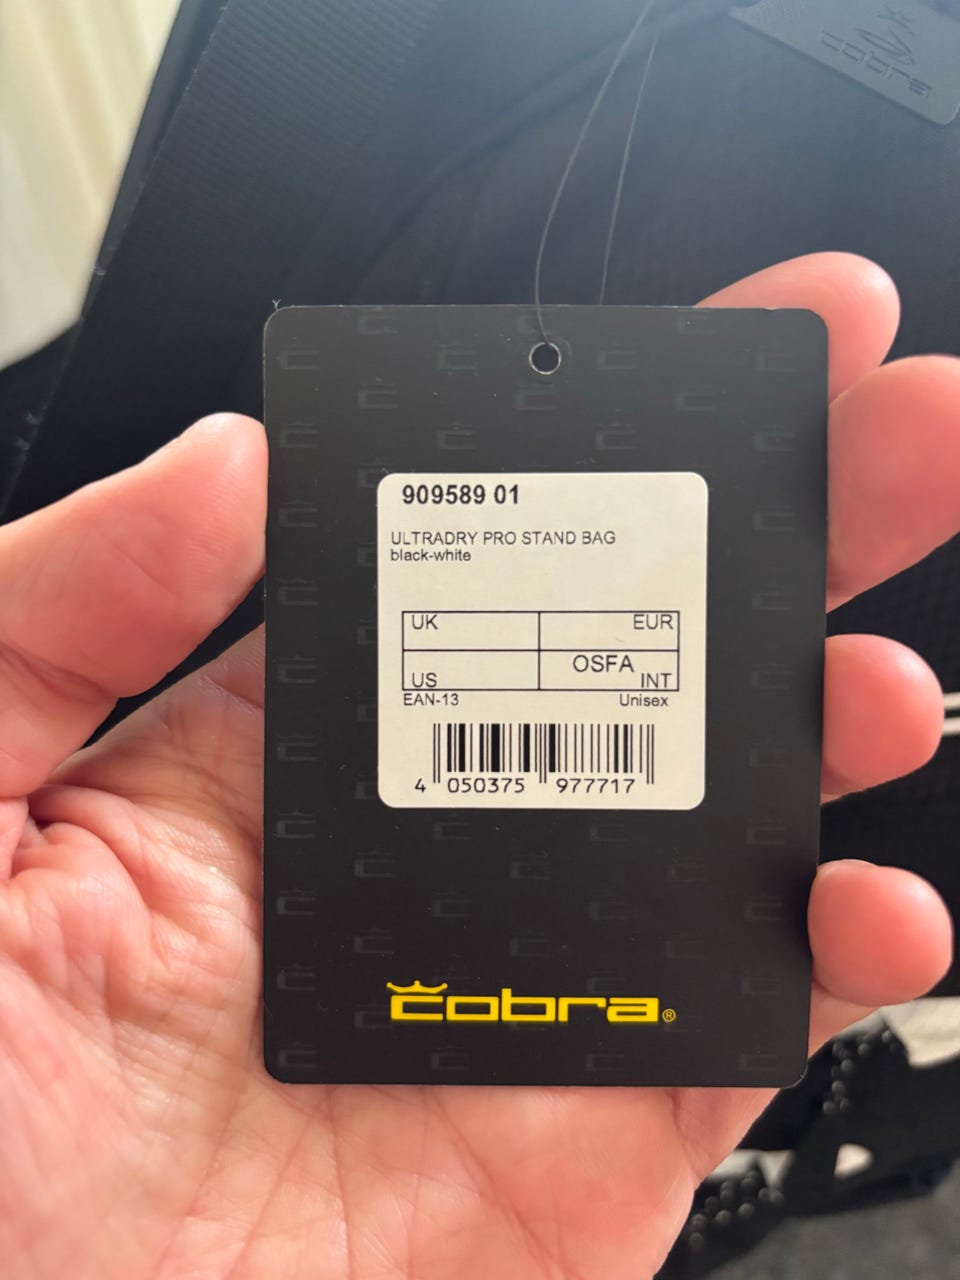 cobra
909589 01
ULTRADRY PRO STAND BAG
black-white
UK EUR
US OSFA INT
EAN-13 Unisex
4 050375 977717
cobra®